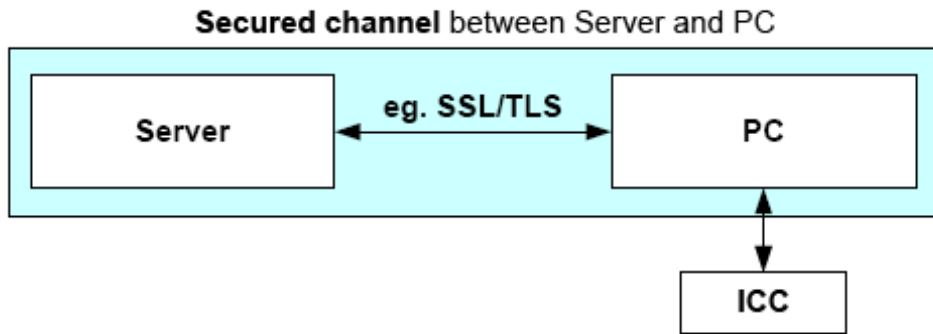 Secured channel between Server and PC
eg. SSL/TLS
Server
PC
ICC